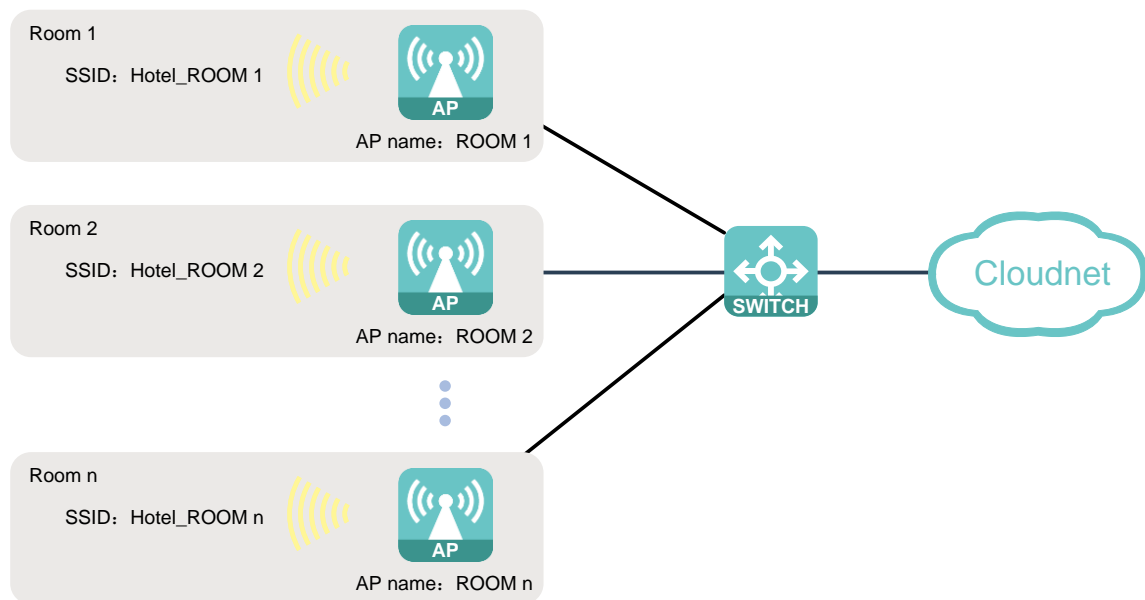 Room 1
SSID：Hotel_ROOM 1
AP
AP name：ROOM 1
Room 2
SSID：Hotel_ROOM 2
AP
AP name：ROOM 2
SWITCH
Cloudnet
Room n
SSID：Hotel_ROOM n
AP
AP name：ROOM n